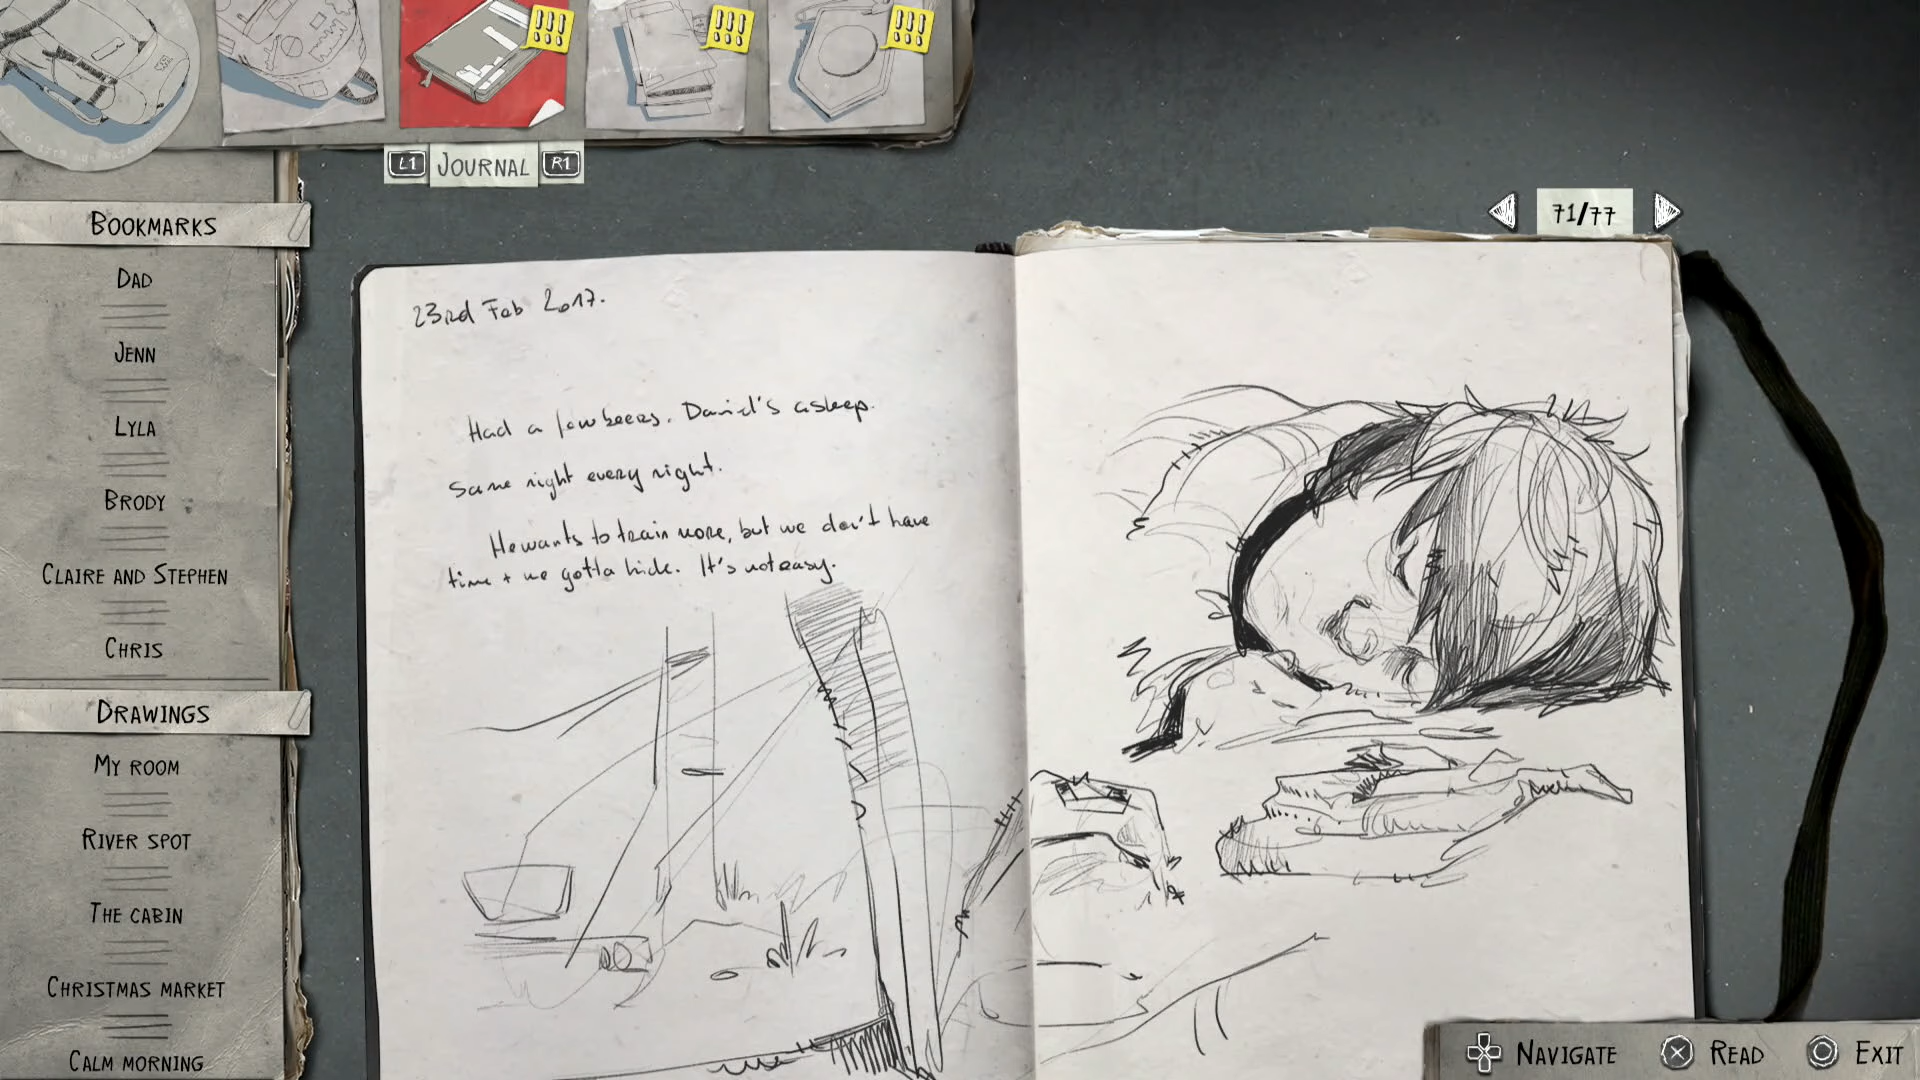 L1 JOURNAL R1
71/77
BOOKMARKS
DAD
JENN
LYLA
BRODY
CLAIRE AND STEPHEN
CHRIS
DRAWINGS
MY ROOM
RIVER SPOT
THE CABIN
CHRISTMAS MARKET
CALM MORNING
23rd Feb 2017.
Had a few beers. Daniel's asleep.
Same night every night.
He wants to train more, but we don't have
time + we gotta hide. It's not easy.
NAVIGATE READ EXIT